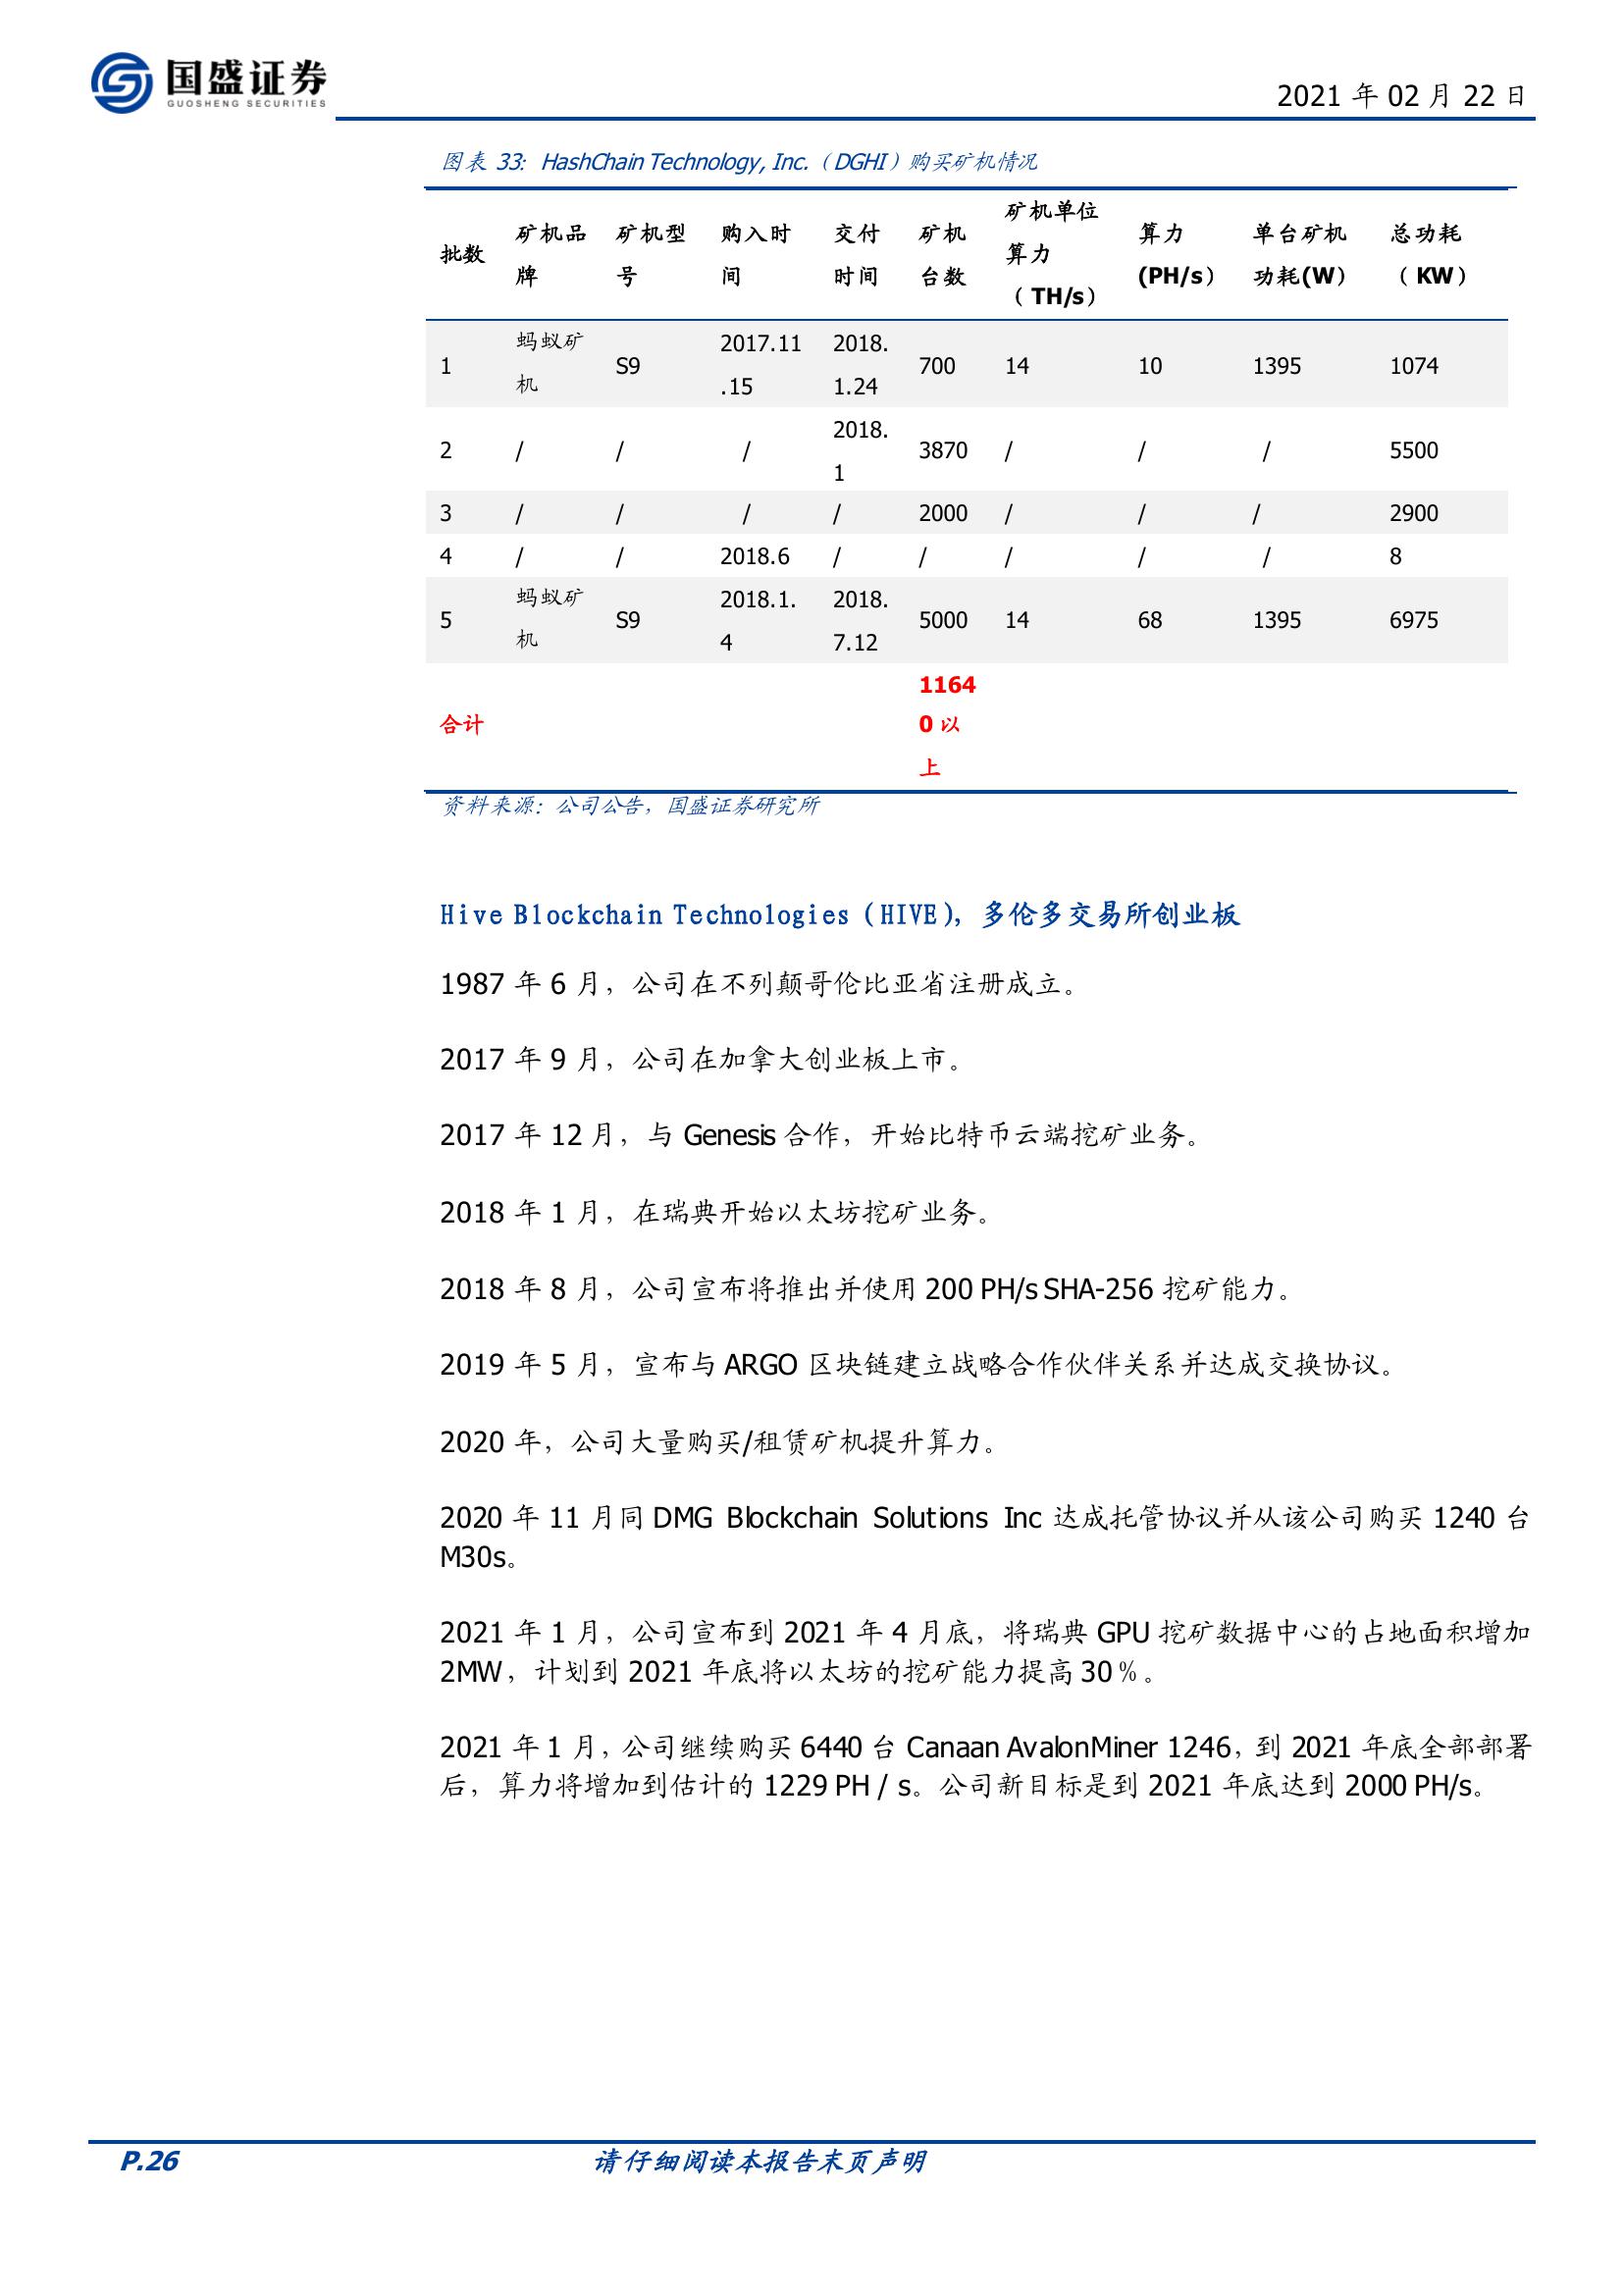 国盛证券
GUOSHENG SECURITIES
2021 年 02 月 22 日
图表 33: HashChain Technology, Inc.（DGHI）购买矿机情况
批数 矿机品牌 矿机型号 购入时间 交付时间 矿机台数 矿机单位算力（TH/s） 算力(PH/s） 单台矿机功耗(W） 总功耗（KW）
1 蚂蚁矿机 S9 2017.11.15 2018.1.24 700 14 10 1395 1074
2 / / / 2018.1 3870 / / / 5500
3 / / / / 2000 / / / 2900
4 / / 2018.6 / / / / / 8
5 蚂蚁矿机 S9 2018.1.4 2018.7.12 5000 14 68 1395 6975
合计 11640 以上
资料来源：公司公告，国盛证券研究所
Hive Blockchain Technologies（HIVE），多伦多交易所创业板
1987 年 6 月，公司在不列颠哥伦比亚省注册成立。
2017 年 9 月，公司在加拿大创业板上市。
2017 年 12 月，与 Genesis 合作，开始比特币云端挖矿业务。
2018 年 1 月，在瑞典开始以太坊挖矿业务。
2018 年 8 月，公司宣布将推出并使用 200 PH/s SHA-256 挖矿能力。
2019 年 5 月，宣布与 ARGO 区块链建立战略合作伙伴关系并达成交换协议。
2020 年，公司大量购买/租赁矿机提升算力。
2020 年 11 月同 DMG Blockchain Solutions Inc 达成托管协议并从该公司购买 1240 台
M30s。
2021 年 1 月，公司宣布到 2021 年 4 月底，将瑞典 GPU 挖矿数据中心的占地面积增加
2MW，计划到 2021 年底将以太坊的挖矿能力提高 30％。
2021 年 1 月，公司继续购买 6440 台 Canaan AvalonMiner 1246，到 2021 年底全部部署
后，算力将增加到估计的 1229 PH / s。公司新目标是到 2021 年底达到 2000 PH/s。
P.26 请仔细阅读本报告末页声明